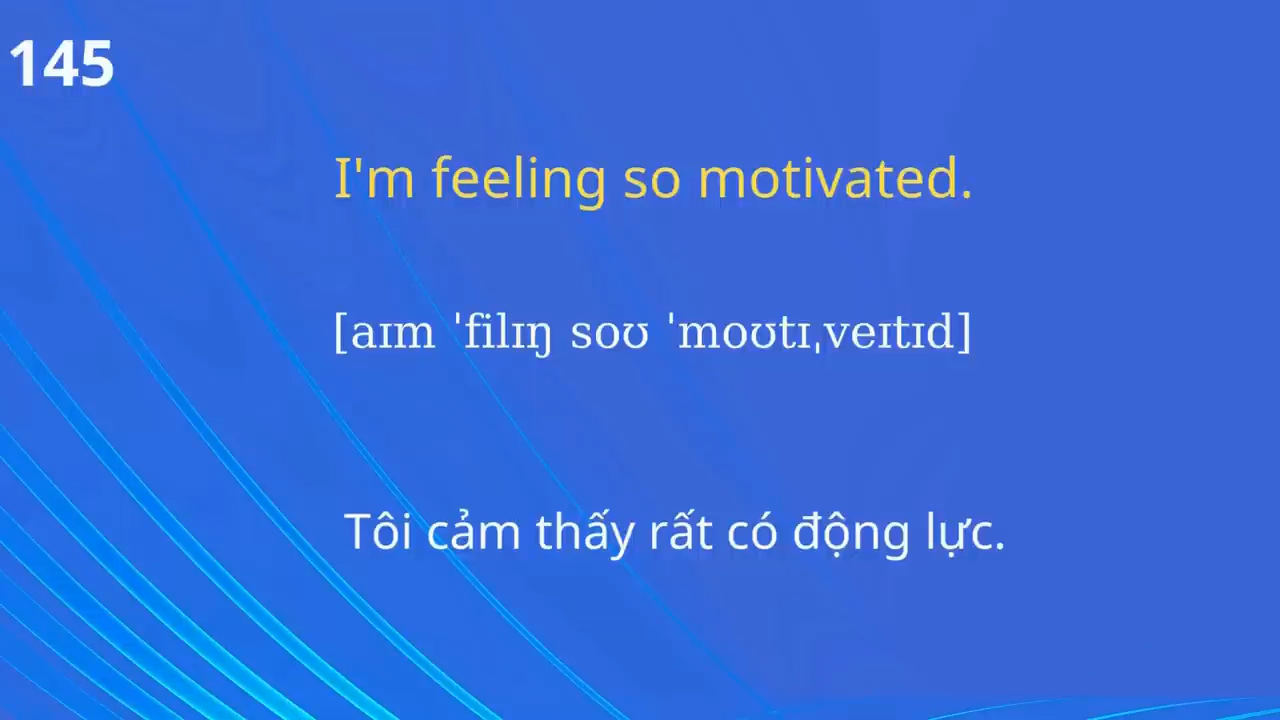 145
I'm feeling so motivated.
[aɪm ˈfilɪŋ soʊ ˈmoʊtɪˌveɪtɪd]
Tôi cảm thấy rất có động lực.